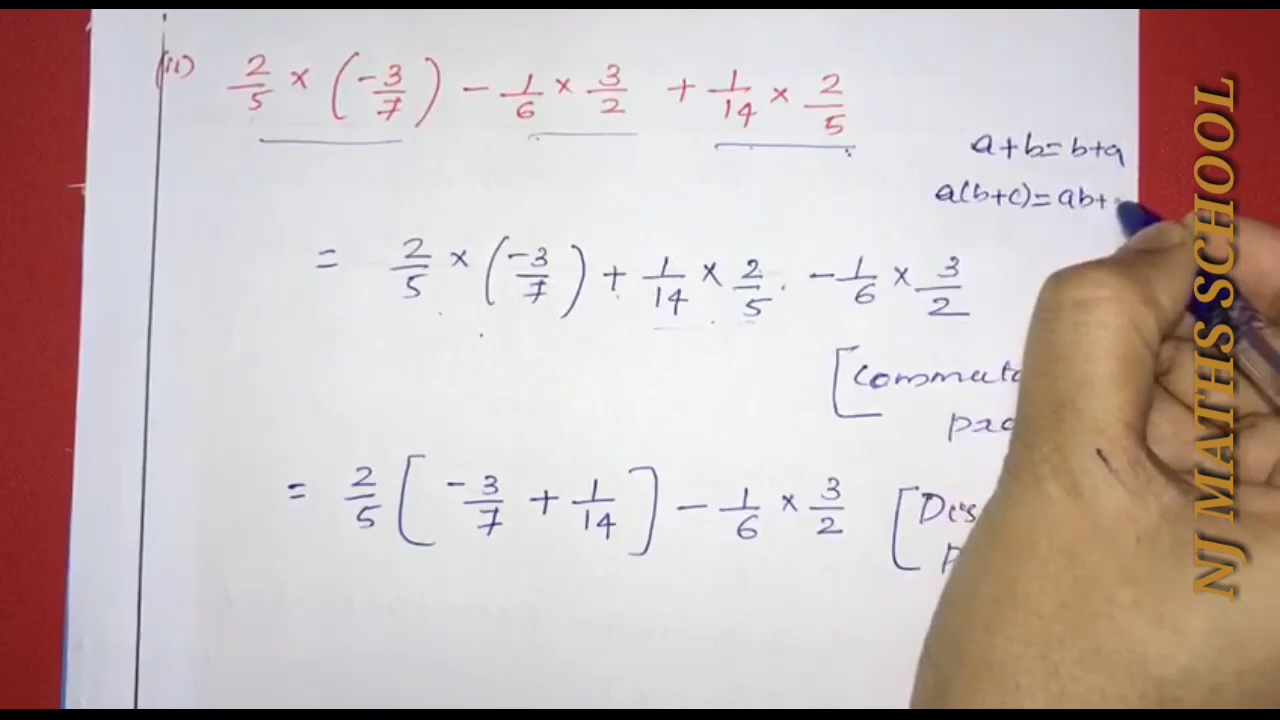 (ii) 2/5 × (-3/7) - 1/6 × 3/2 + 1/14 × 2/5
a+b=b+a
a(b+c)=ab+
= 2/5 × (-3/7) + 1/14 × 2/5 - 1/6 × 3/2
[Commuta
= 2/5 [-3/7 + 1/14] - 1/6 × 3/2 [Dis
NJ MATHS SCHOOL